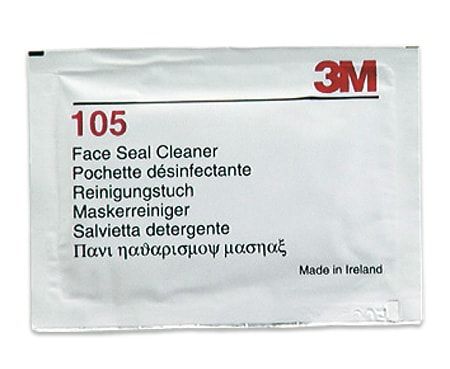 3M
105
Face Seal Cleaner
Pochette désinfectante
Reinigungstuch
Maskerreiniger
Salvietta detergente
Πανι ηαϑαρισμοψ μασηαξ
Made in Ireland